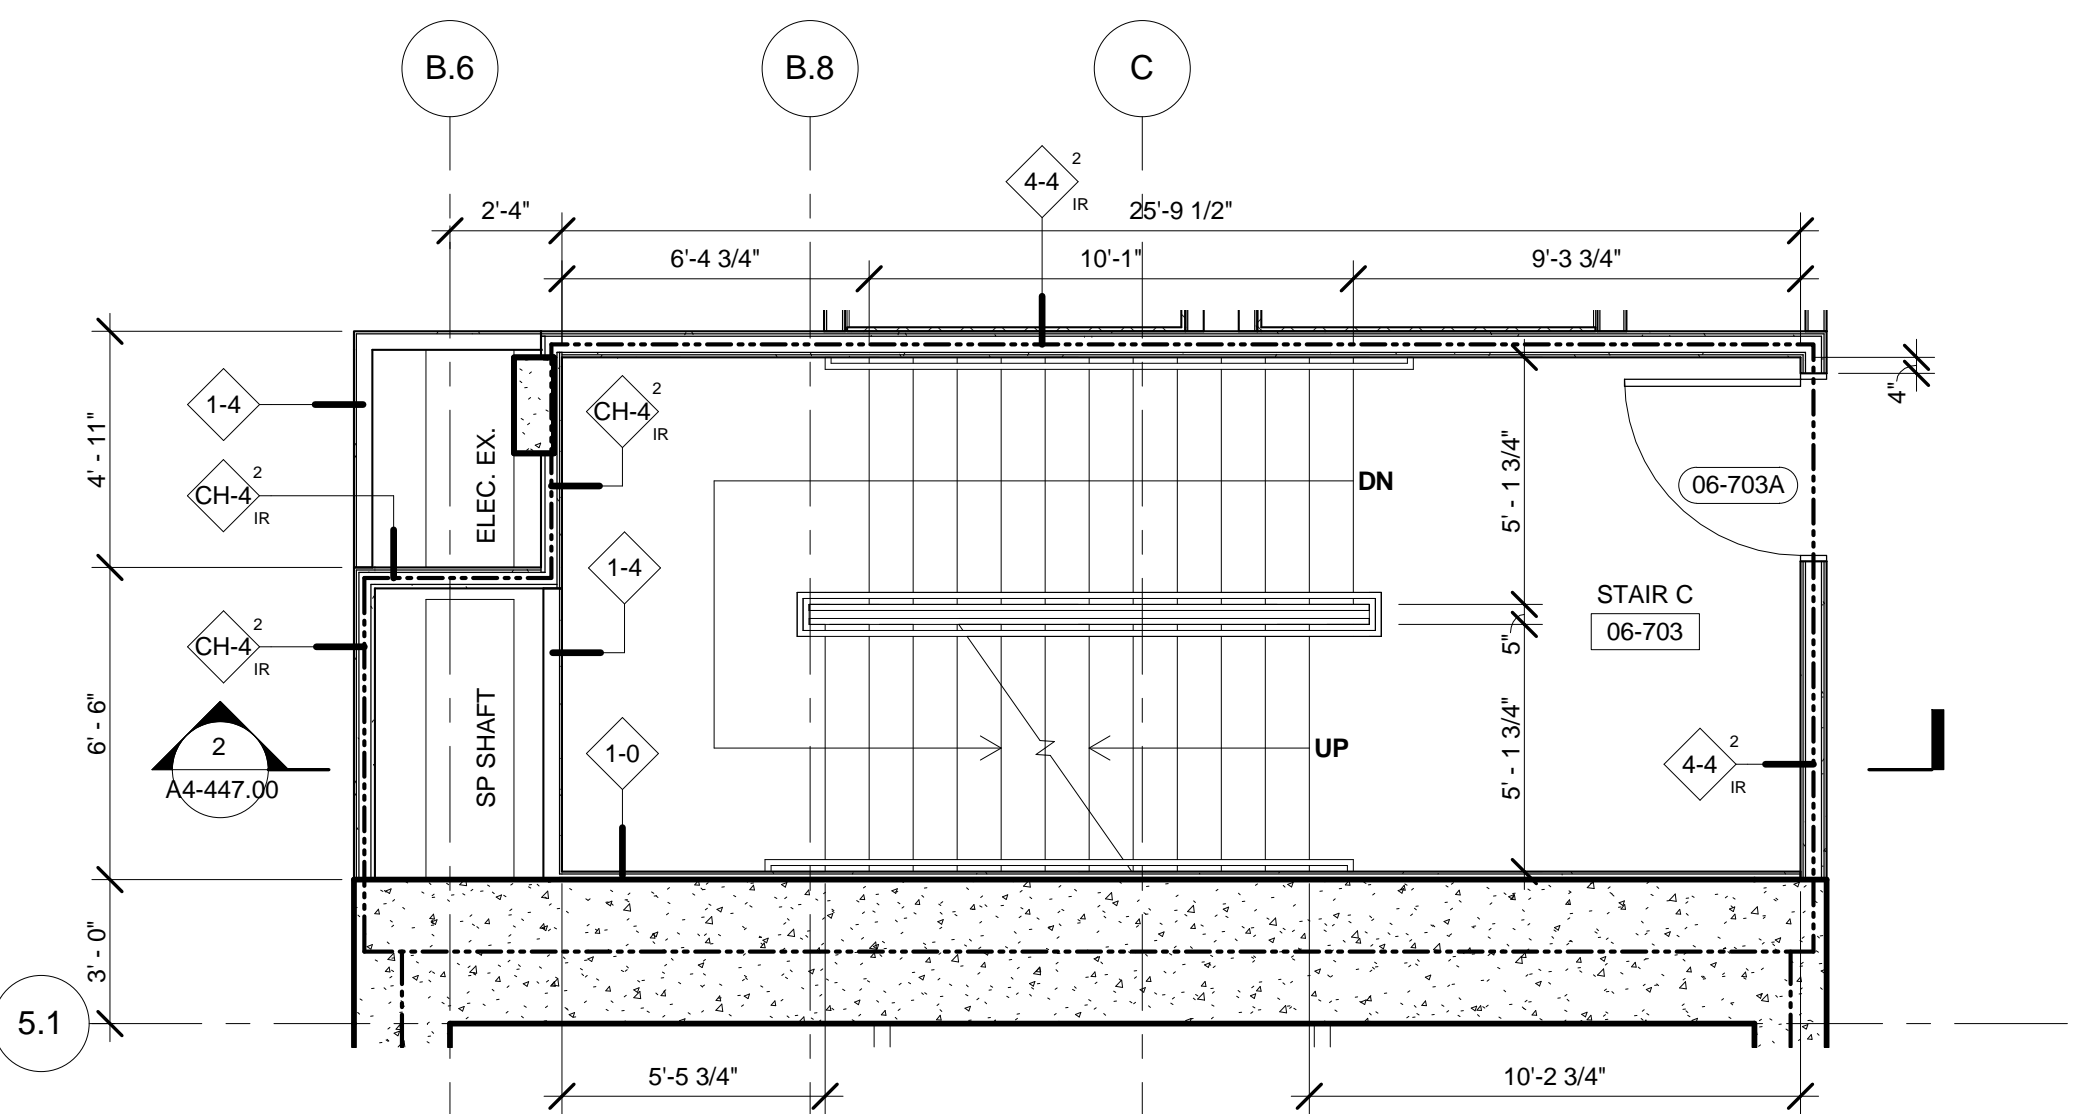 B.6
B.8
C
2
4-4
IR
2'-4"
25'-9 1/2"
6'-4 3/4"
10'-1"
9'-3 3/4"
4"
1-4
2
CH-4
IR
4' - 11"
ELEC. EX.
2
CH-4
IR
DN
5' - 1 3/4"
06-703A
1-4
STAIR C
06-703
5"
2
CH-4
IR
6' - 6"
SP SHAFT
2
A4-447.00
1-0
UP
5' - 1 3/4"
2
4-4
IR
3' - 0"
5.1
5'-5 3/4"
10'-2 3/4"